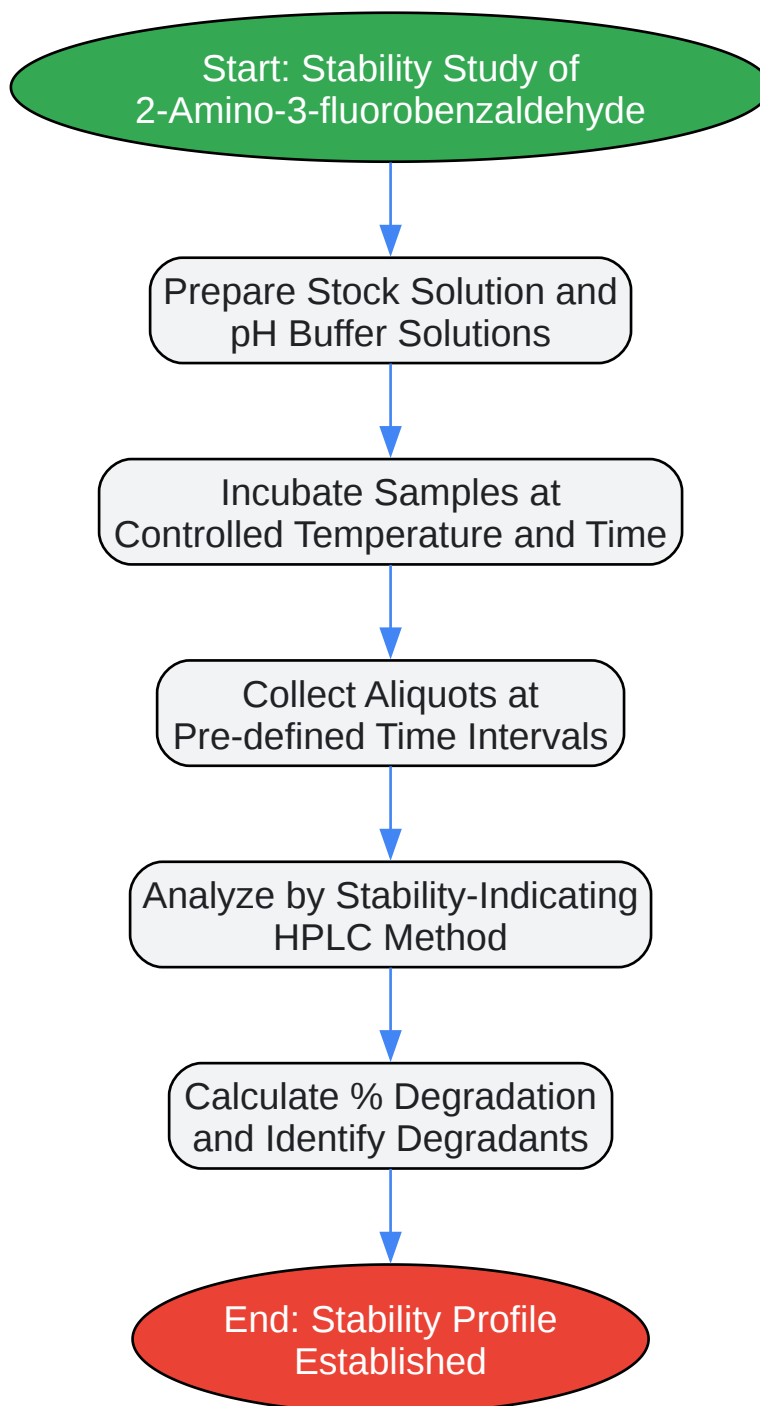 Start: Stability Study of
2-Amino-3-fluorobenzaldehyde
Prepare Stock Solution and
pH Buffer Solutions
Incubate Samples at
Controlled Temperature and Time
Collect Aliquots at
Pre-defined Time Intervals
Analyze by Stability-Indicating
HPLC Method
Calculate % Degradation
and Identify Degradants
End: Stability Profile
Established